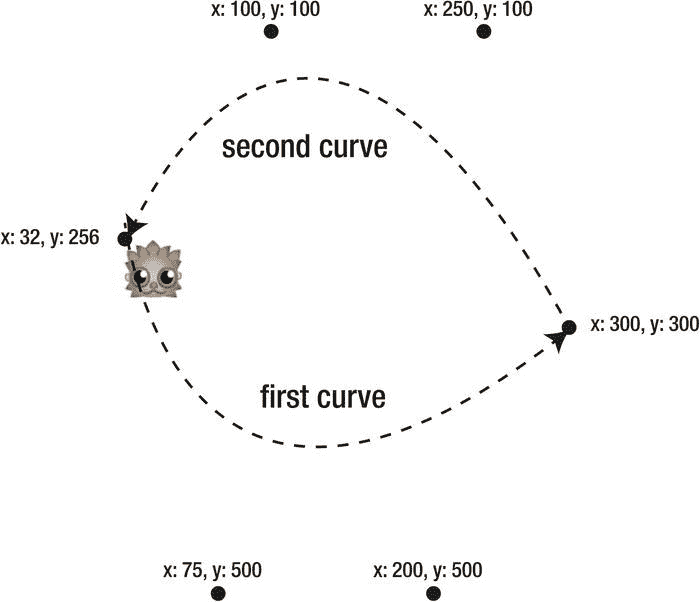 x: 100, y: 100
x: 250, y: 100
second curve
x: 32, y: 256
x: 300, y: 300
first curve
x: 75, y: 500
x: 200, y: 500